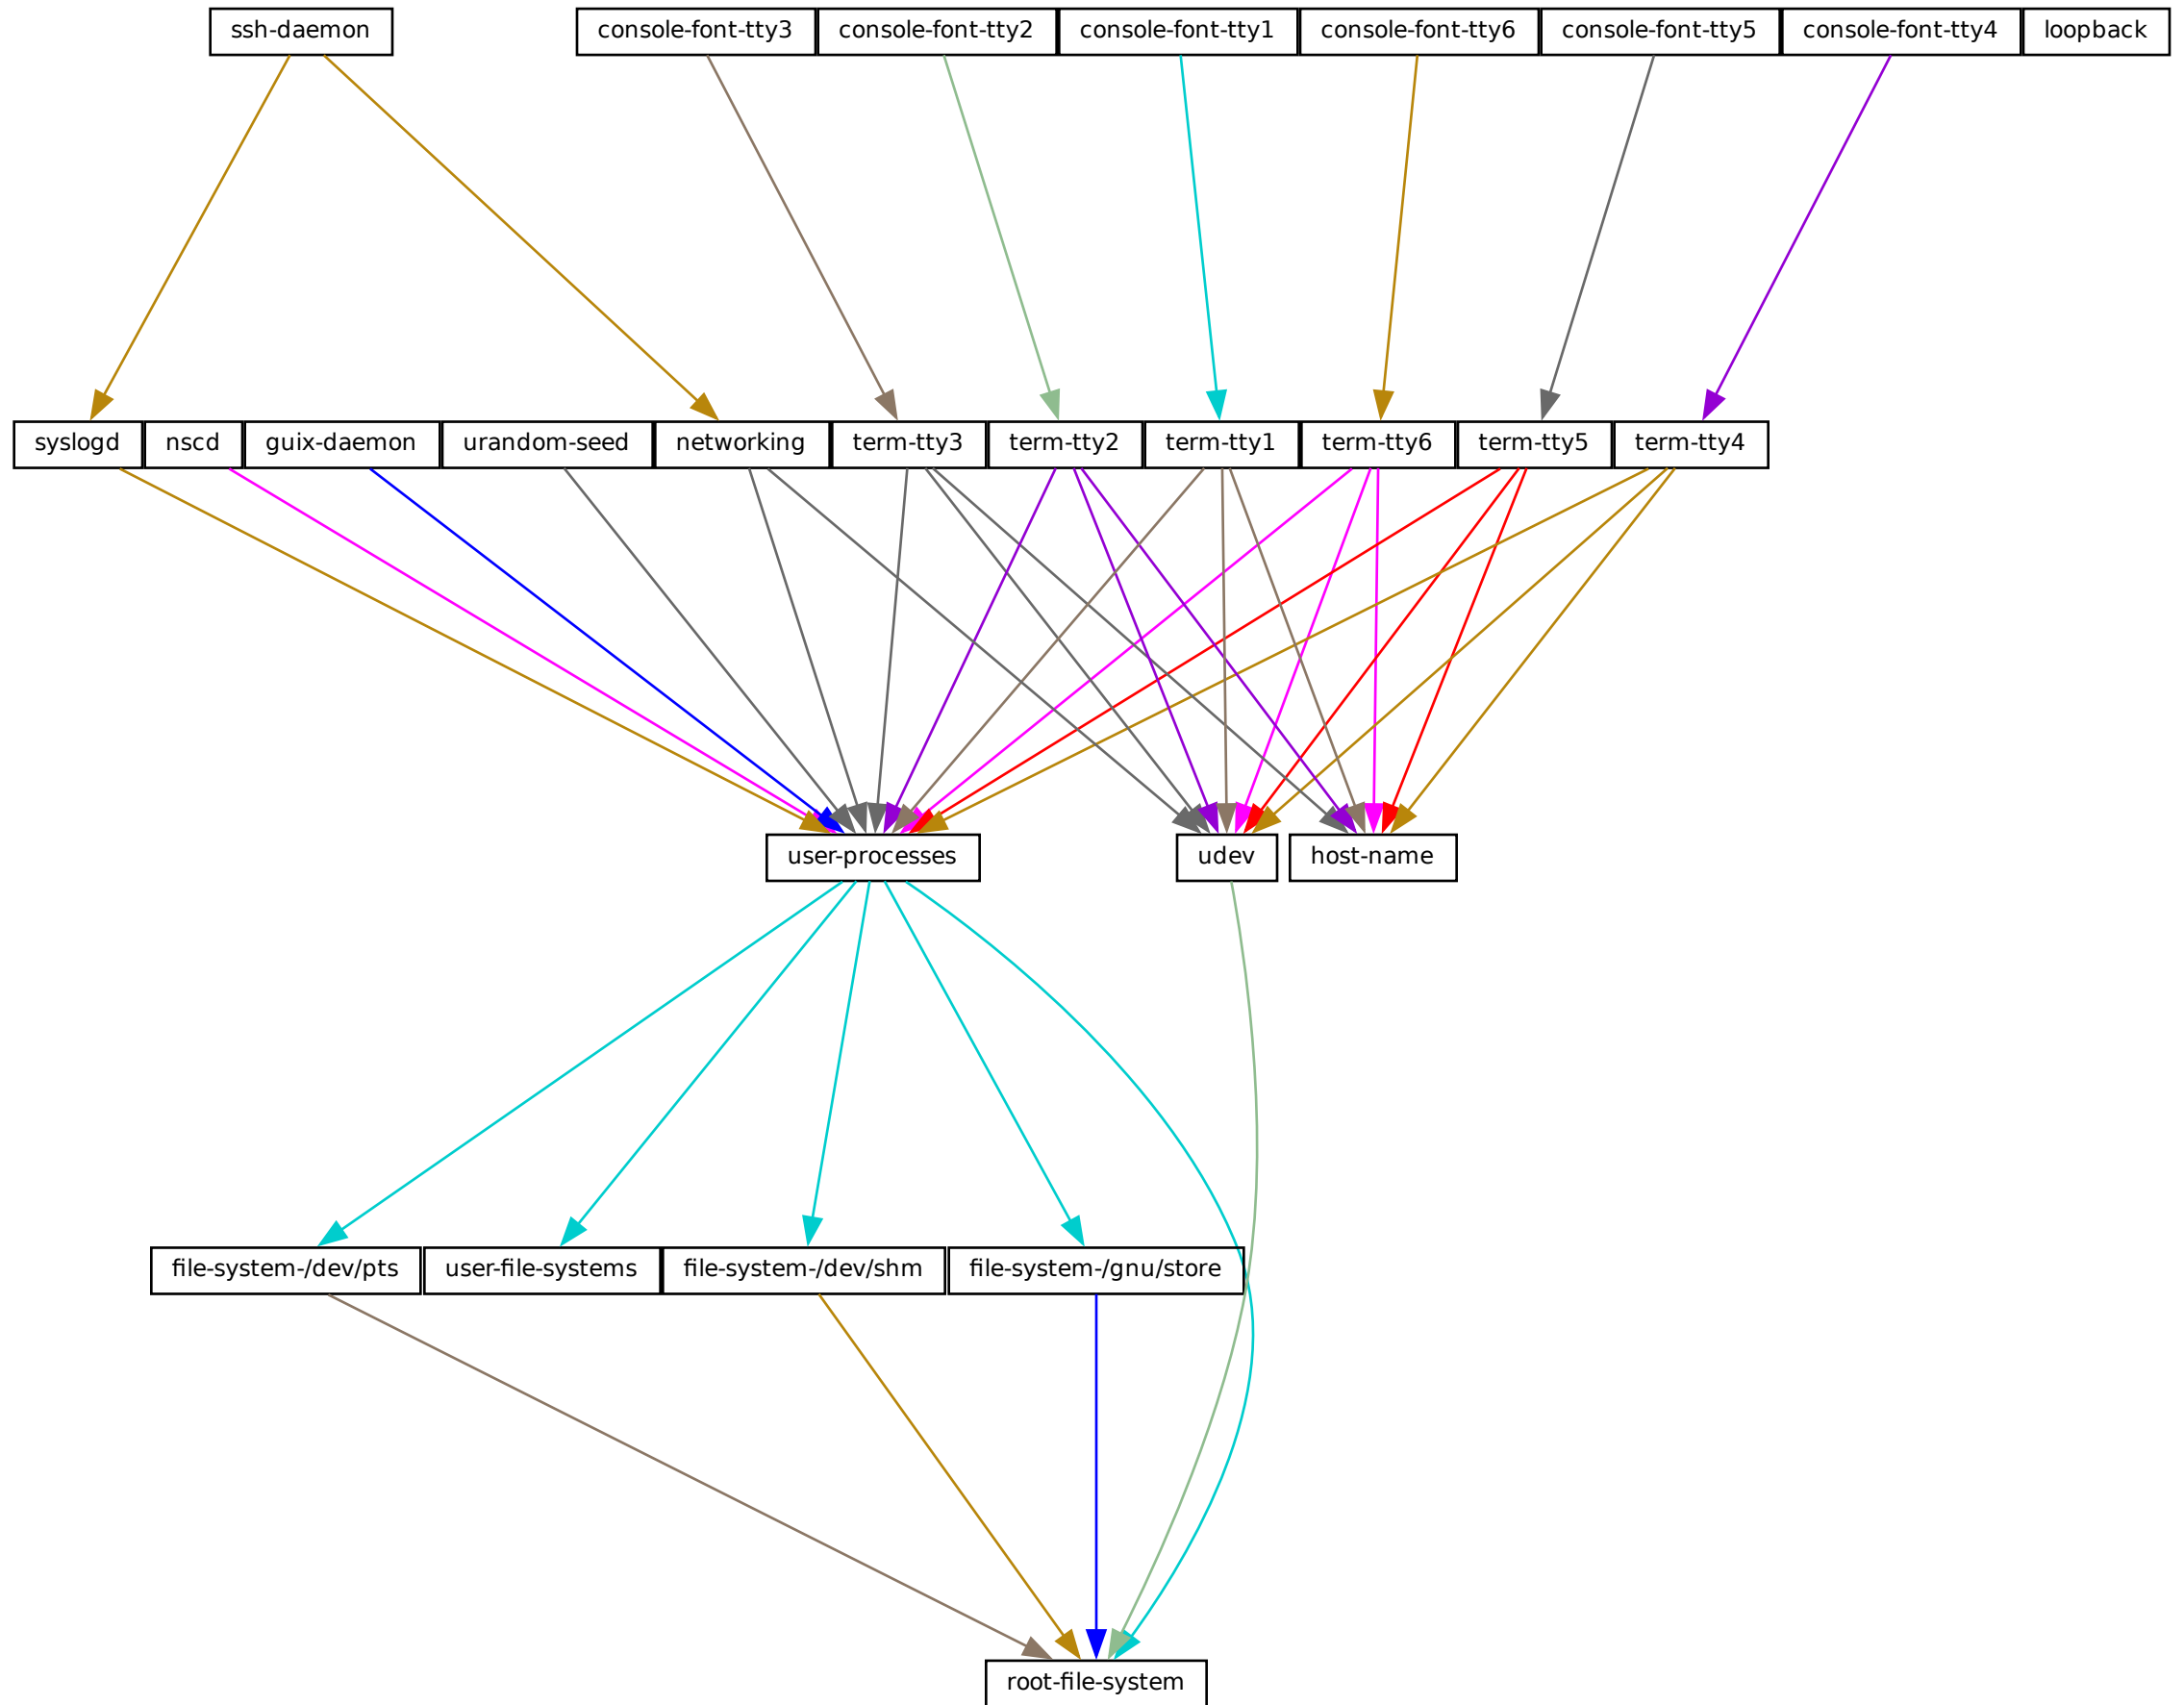 ssh-daemon
console-font-tty3
console-font-tty2
console-font-tty1
console-font-tty6
console-font-tty5
console-font-tty4
loopback
syslogd
nscd
guix-daemon
urandom-seed
networking
term-tty3
term-tty2
term-tty1
term-tty6
term-tty5
term-tty4
user-processes
udev
host-name
file-system-/dev/pts
user-file-systems
file-system-/dev/shm
file-system-/gnu/store
root-file-system